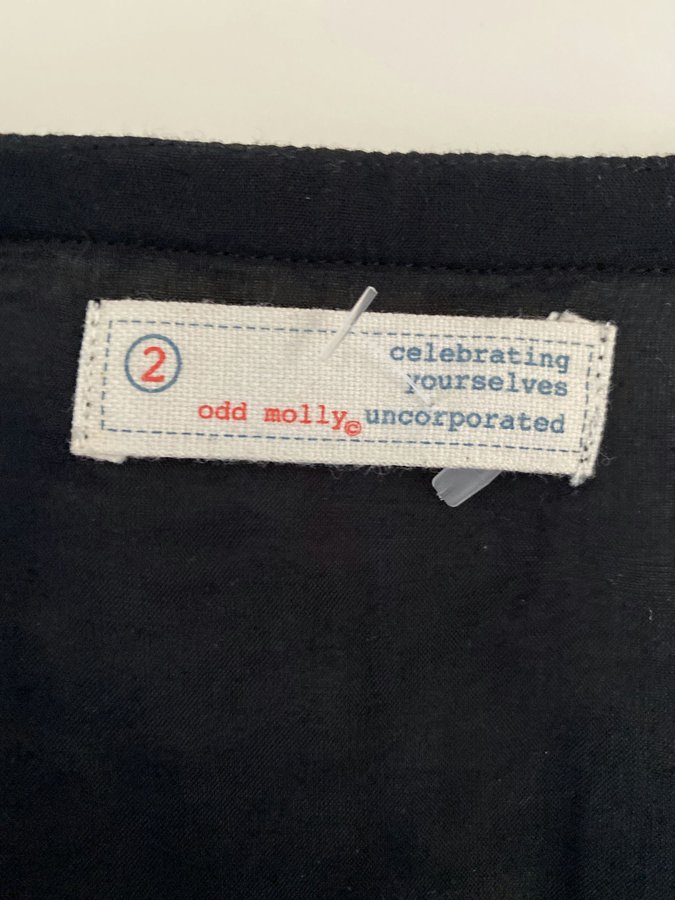 2
celebrating
yourselves
odd molly© uncorporated